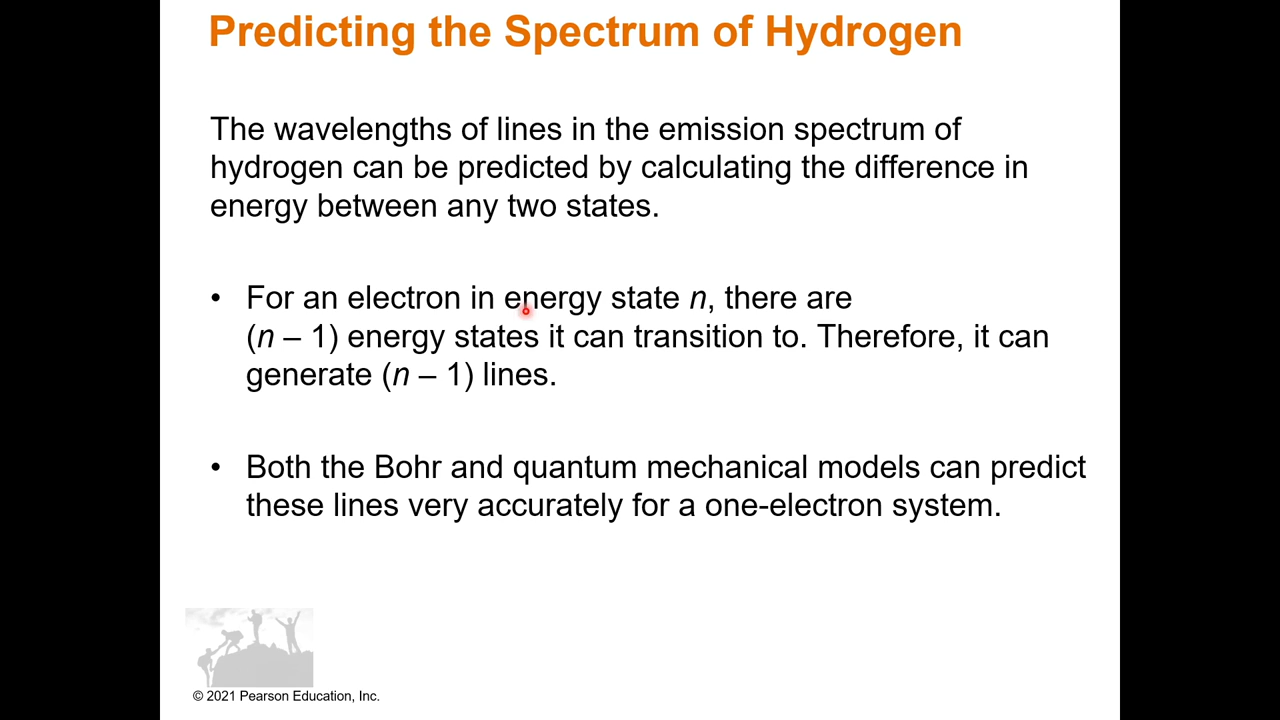 Predicting the Spectrum of Hydrogen
The wavelengths of lines in the emission spectrum of
hydrogen can be predicted by calculating the difference in
energy between any two states.
• For an electron in energy state n, there are
(n – 1) energy states it can transition to. Therefore, it can
generate (n – 1) lines.
• Both the Bohr and quantum mechanical models can predict
these lines very accurately for a one-electron system.
© 2021 Pearson Education, Inc.